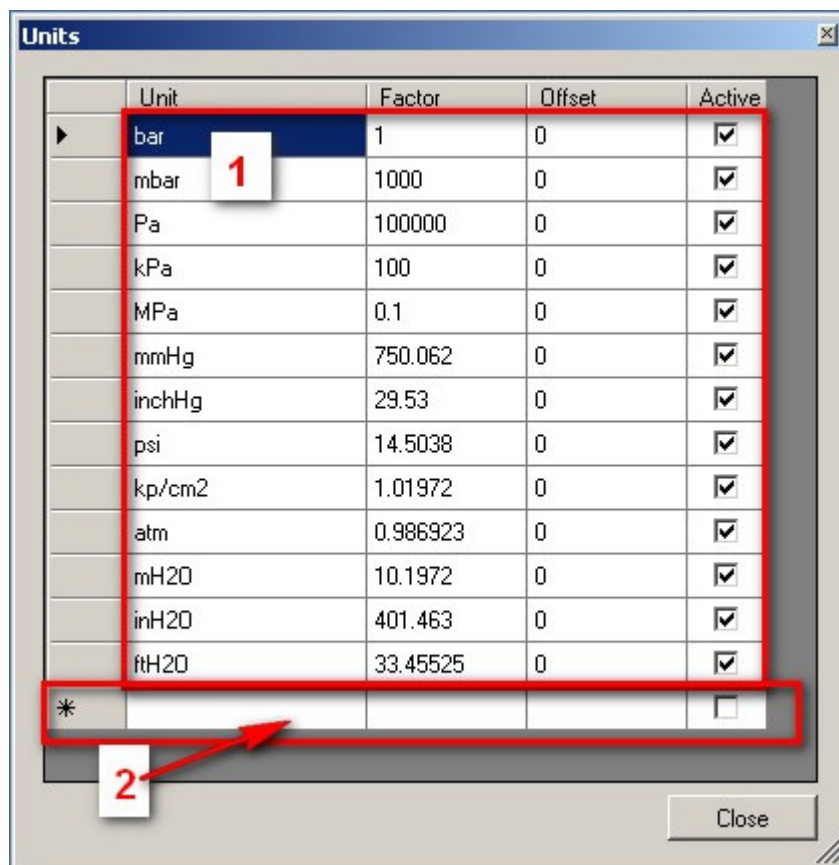 Units
Unit Factor Offset Active
bar 1 0
1
mbar 1000 0
Pa 100000 0
kPa 100 0
MPa 0.1 0
mmHg 750.062 0
inchHg 29.53 0
psi 14.5038 0
kp/cm2 1.01972 0
atm 0.986923 0
mH2O 10.1972 0
inH2O 401.463 0
ftH2O 33.45525 0
2
Close